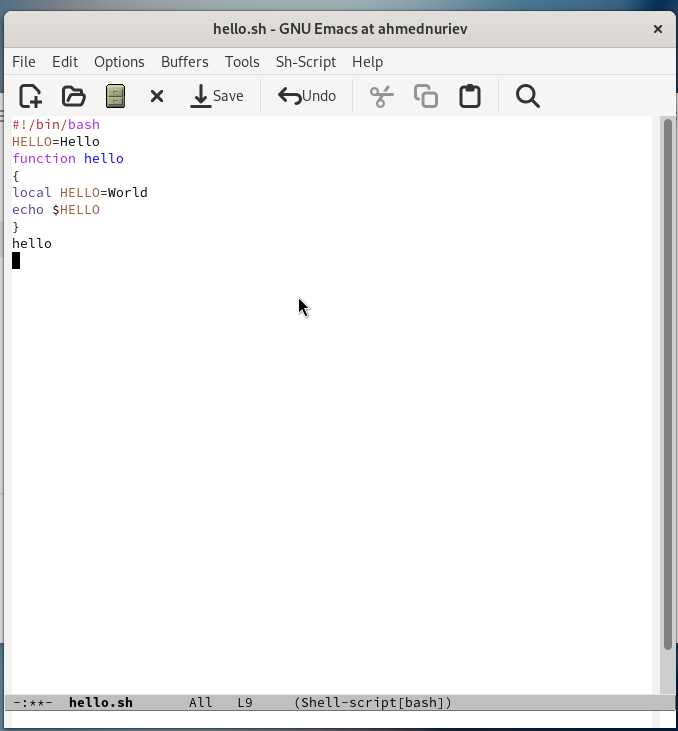 hello.sh - GNU Emacs at ahmednuriev
File Edit Options Buffers Tools Sh-Script Help
Save Undo
#!/bin/bash
HELLO=Hello
function hello
{
local HELLO=World
echo $HELLO
}
hello
-:**- hello.sh All L9 (Shell-script[bash])